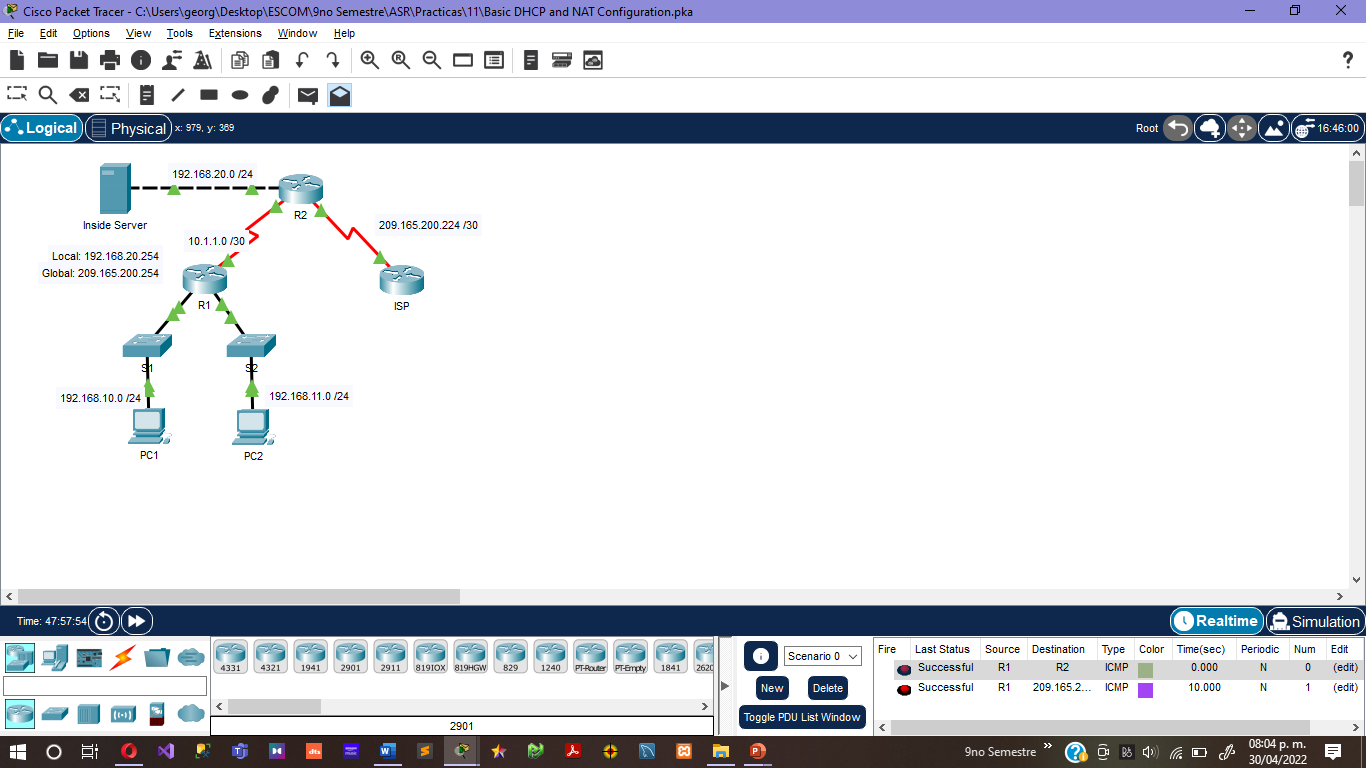 Cisco Packet Tracer - C:\Users\georg\Desktop\ESCOM\9no Semestre\ASR\Practicas\11\Basic DHCP and NAT Configuration.pka
File Edit Options View Tools Extensions Window Help
Logical Physical x: 979, y: 369 Root 16:46:00
192.168.20.0 /24
R2
Inside Server
209.165.200.224 /30
10.1.1.0 /30
Local: 192.168.20.254
Global: 209.165.200.254
R1
ISP
S1 S2
192.168.10.0 /24 192.168.11.0 /24
PC1 PC2
Time: 47:57:54 Realtime Simulation
4331 4321 1941 2901 2911 819IOX 819HGW 829 1240 PT-Router PT-Empty 1841 2620
2901
Scenario 0
New Delete
Toggle PDU List Window
Fire Last Status Source Destination Type Color Time(sec) Periodic Num Edit
Successful R1 R2 ICMP 0.000 N 0 (edit)
Successful R1 209.165.2... ICMP 10.000 N 1 (edit)
9no Semestre 08:04 p. m.
30/04/2022